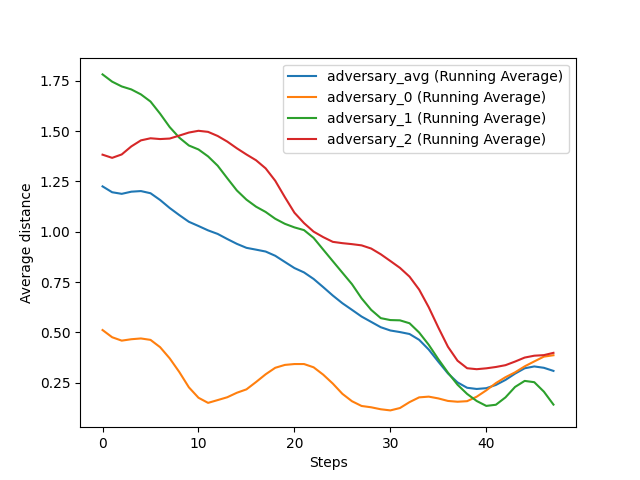 adversary_avg (Running Average)
adversary_0 (Running Average)
adversary_1 (Running Average)
adversary_2 (Running Average)
1.75
1.50
1.25
1.00
0.75
0.50
0.25
Average distance
0 10 20 30 40
Steps